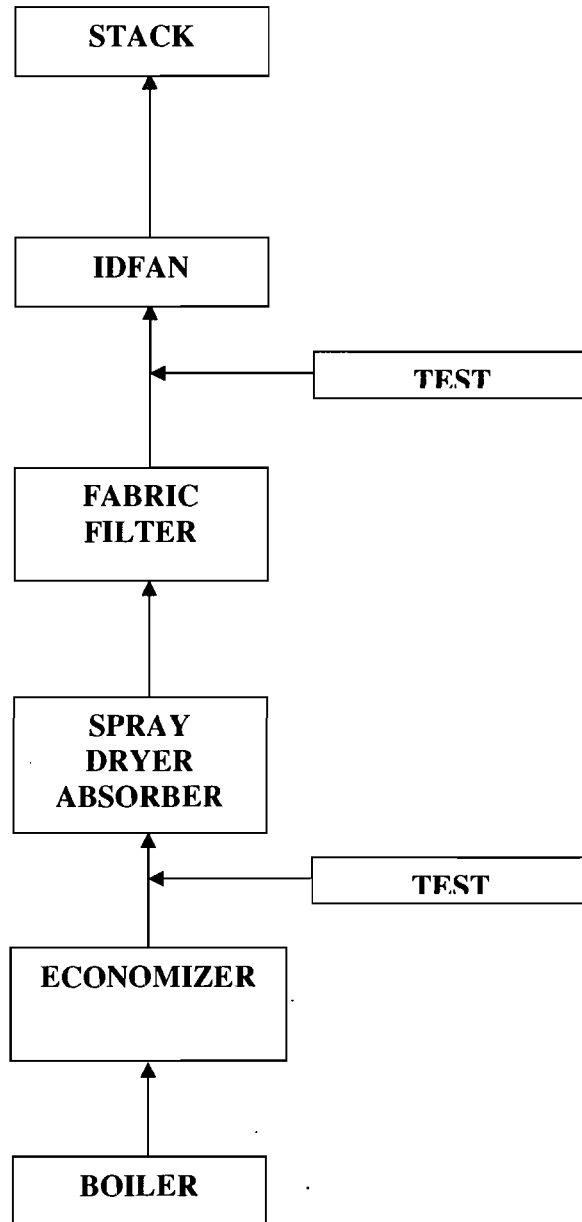 STACK
IDFAN
TEST
FABRIC
FILTER
SPRAY
DRYER
ABSORBER
TEST
ECONOMIZER
BOILER